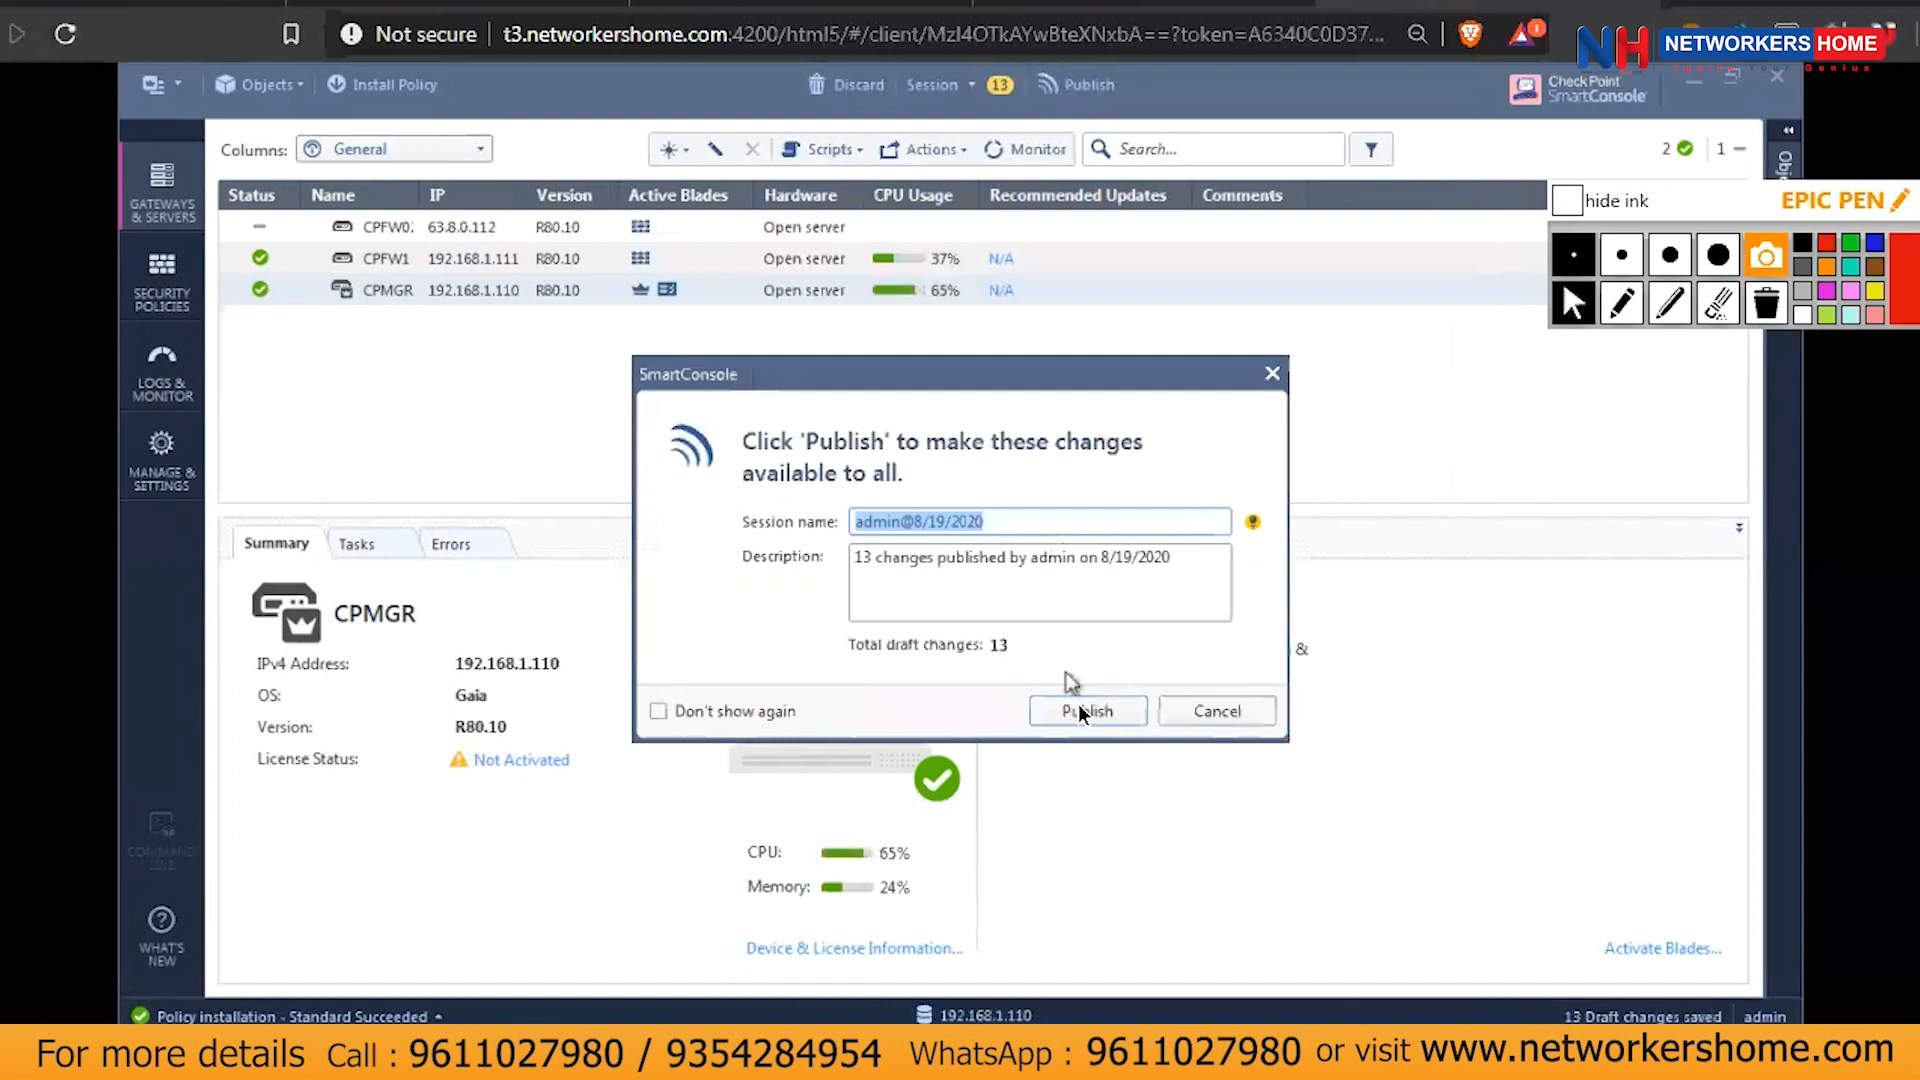 Not secure
t3.networkershome.com:4200/html5/#/client/MzI4OTkAYwBteXNxbA==?token=A6340C0D37...
NETWORKERS HOME
Objects
Install Policy
Discard
Session
13
Publish
Check Point
SmartConsole
Columns:
General
Scripts
Actions
Monitor
Search...
2
1
Status
Name
IP
Version
Active Blades
Hardware
CPU Usage
Recommended Updates
Comments
CPFW02
63.8.0.112
R80.10
Open server
CPFW1
192.168.1.111
R80.10
Open server
37%
N/A
CPMGR
192.168.1.110
R80.10
Open server
65%
N/A
hide ink
EPIC PEN
GATEWAYS
& SERVERS
SECURITY
POLICIES
LOGS &
MONITOR
MANAGE &
SETTINGS
COMMAND
LINE
WHAT'S
NEW
SmartConsole
Click 'Publish' to make these changes
available to all.
Session name:
admin@8/19/2020
Description:
13 changes published by admin on 8/19/2020
Total draft changes: 13
Don't show again
Publish
Cancel
Summary
Tasks
Errors
CPMGR
IPv4 Address:
192.168.1.110
OS:
Gaia
Version:
R80.10
License Status:
Not Activated
&
CPU:
65%
Memory:
24%
Device & License Information...
Activate Blades...
Policy installation - Standard Succeeded
192.168.1.110
13 Draft changes saved
admin
For more details Call : 9611027980 / 9354284954 WhatsApp : 9611027980 or visit www.networkershome.com